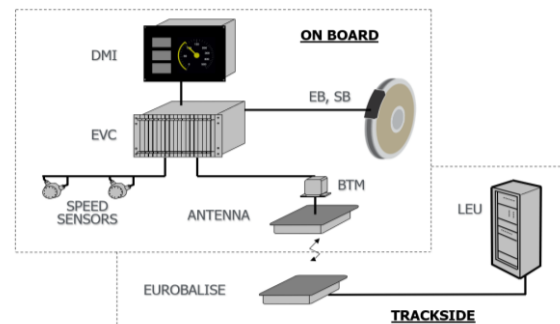 ON BOARD
DMI
EB, SB
EVC
BTM
SPEED
SENSORS
ANTENNA
LEU
EUROBALISE
TRACKSIDE